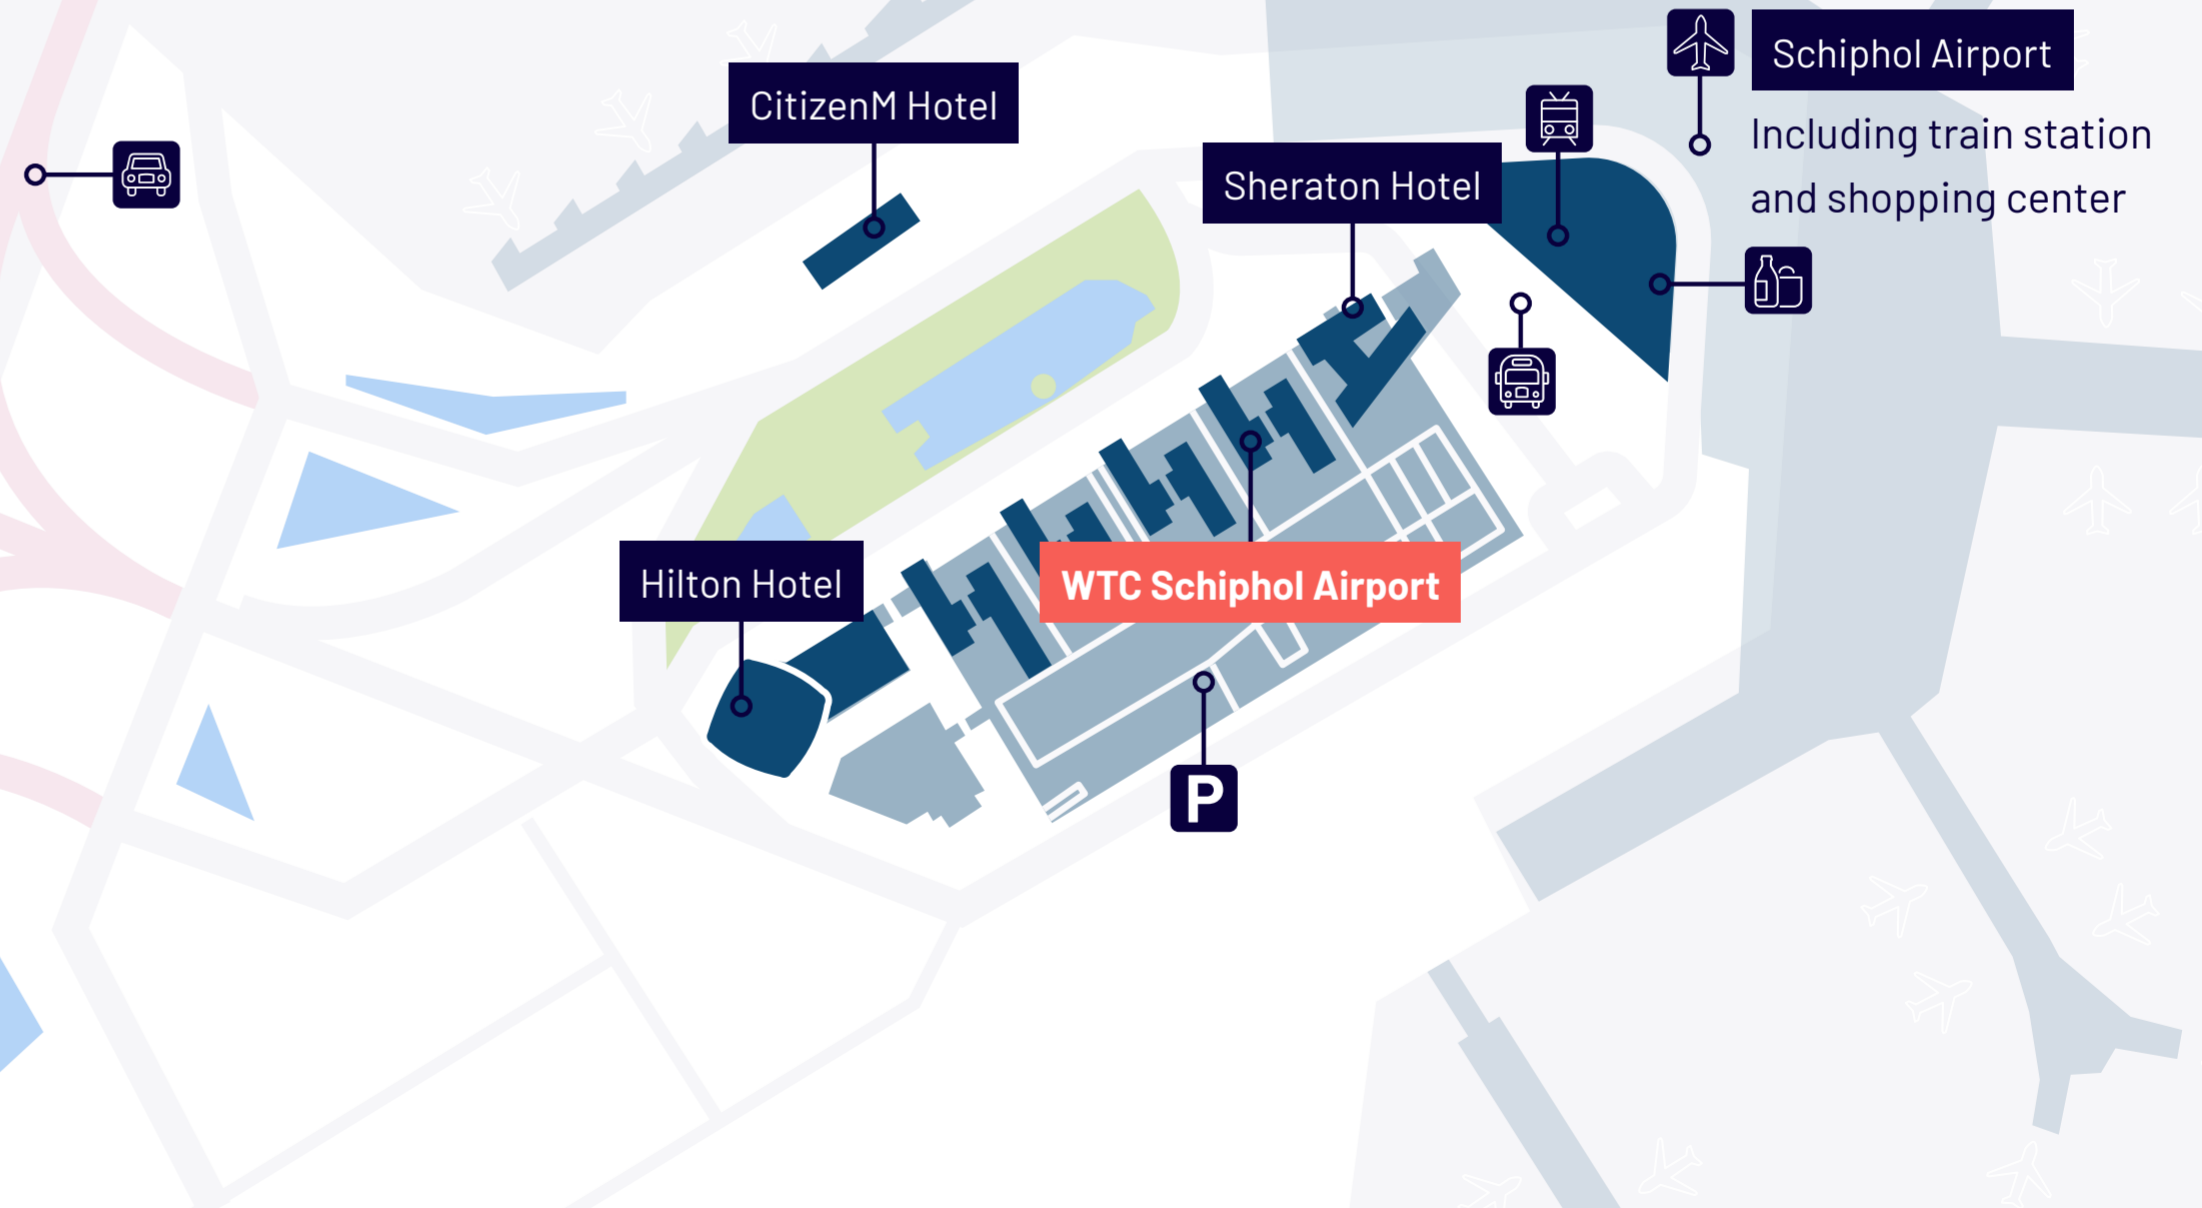 Schiphol Airport
Including train station
and shopping center
CitizenM Hotel
Sheraton Hotel
Hilton Hotel
WTC Schiphol Airport
P